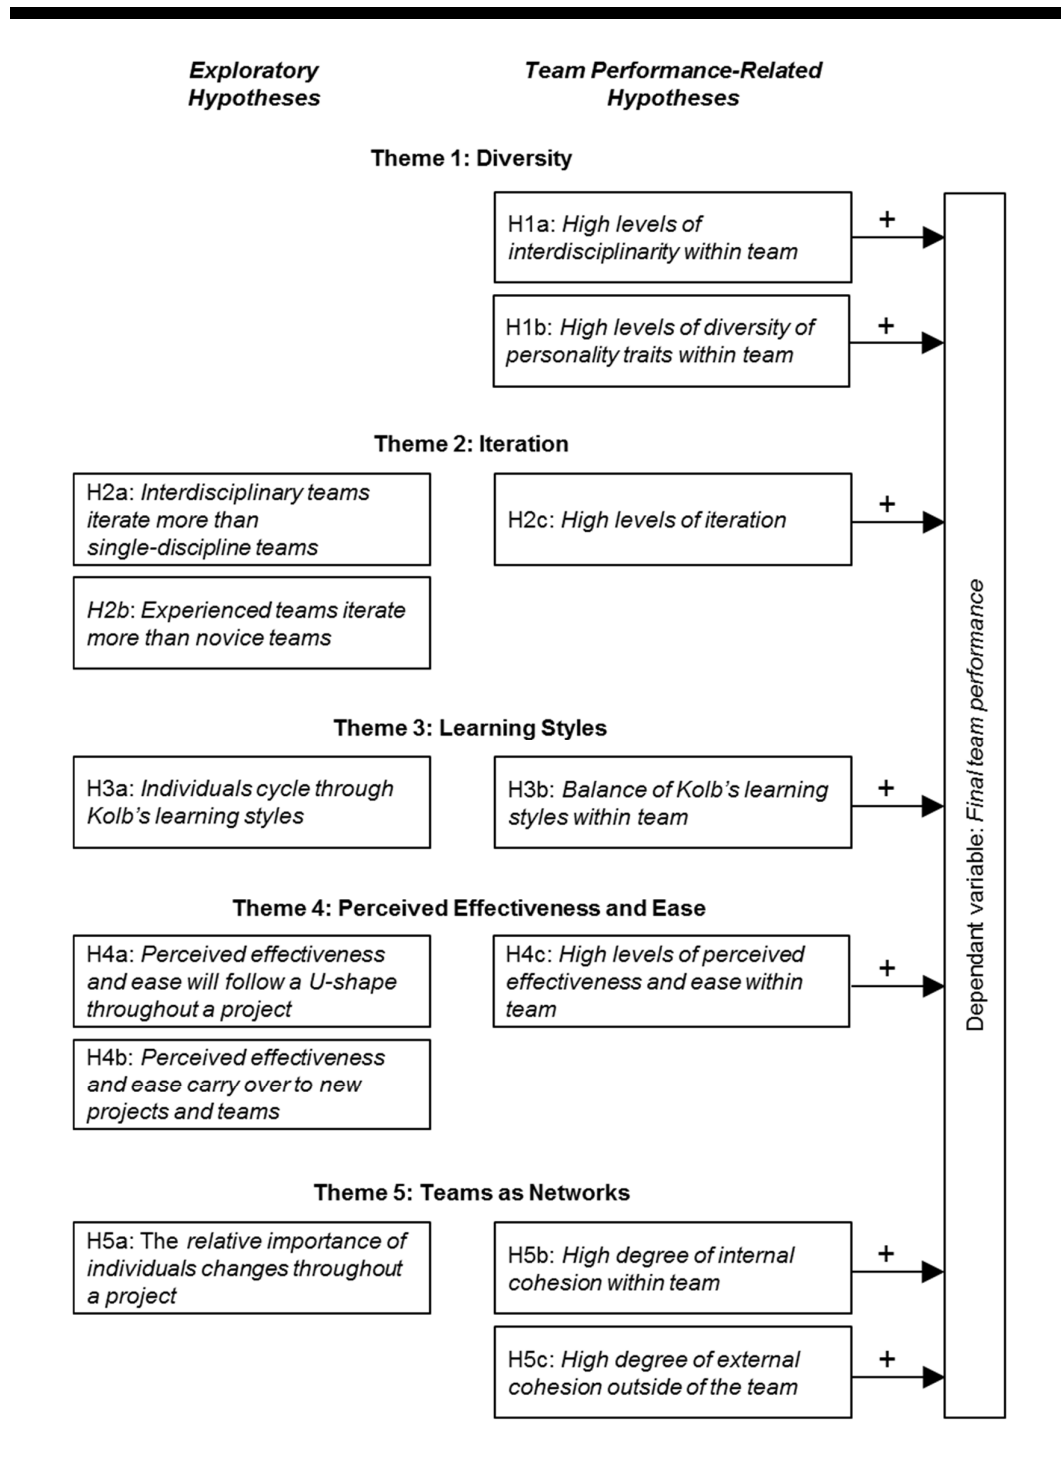 Exploratory
Hypotheses
Team Performance-Related
Hypotheses
Theme 1: Diversity
H1a: High levels of
interdisciplinarity within team
+
H1b: High levels of diversity of
personality traits within team
+
Theme 2: Iteration
H2a: Interdisciplinary teams
iterate more than
single-discipline teams
H2c: High levels of iteration
+
H2b: Experienced teams iterate
more than novice teams
Theme 3: Learning Styles
H3a: Individuals cycle through
Kolb's learning styles
H3b: Balance of Kolb's learning
styles within team
+
Theme 4: Perceived Effectiveness and Ease
H4a: Perceived effectiveness
and ease will follow a U-shape
throughout a project
H4c: High levels of perceived
effectiveness and ease within
team
+
H4b: Perceived effectiveness
and ease carry over to new
projects and teams
Theme 5: Teams as Networks
H5a: The relative importance of
individuals changes throughout
a project
H5b: High degree of internal
cohesion within team
+
H5c: High degree of external
cohesion outside of the team
+
Dependant variable: Final team performance